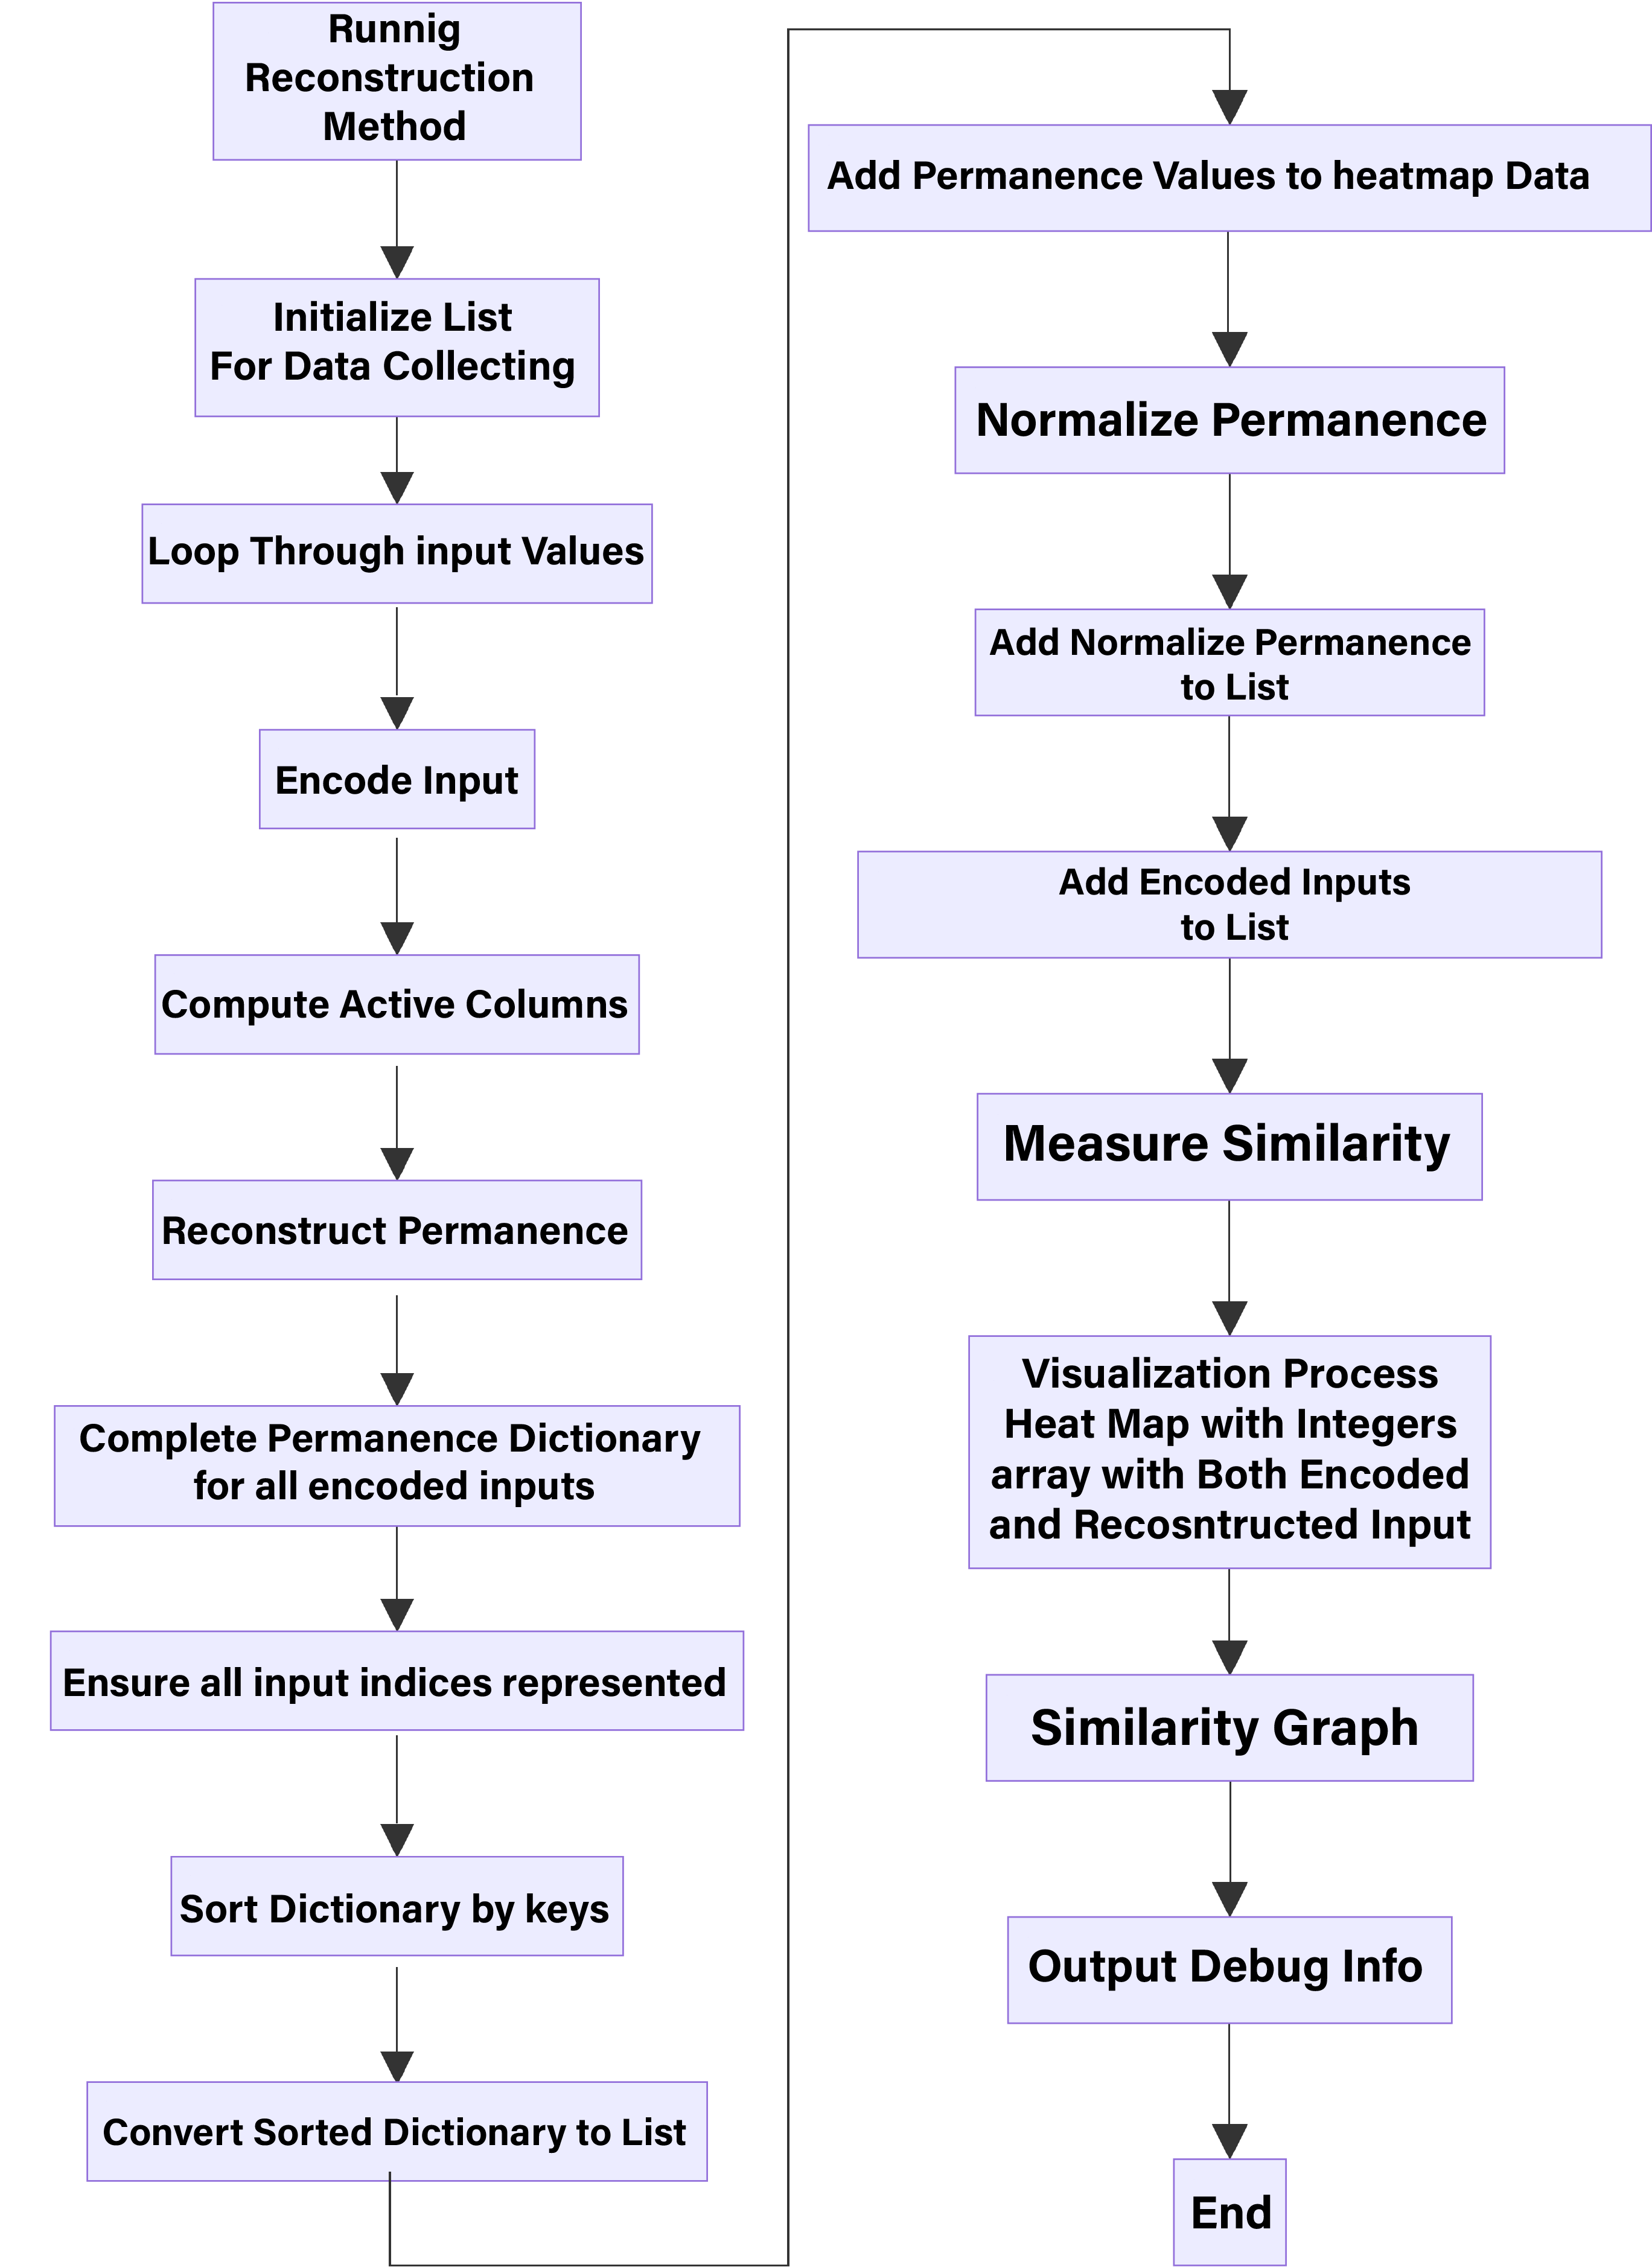 Runnig
Reconstruction
Method
Initialize List
For Data Collecting
Loop Through input Values
Encode Input
Compute Active Columns
Reconstruct Permanence
Complete Permanence Dictionary
for all encoded inputs
Ensure all input indices represented
Sort Dictionary by keys
Convert Sorted Dictionary to List
Add Permanence Values to heatmap Data
Normalize Permanence
Add Normalize Permanence
to List
Add Encoded Inputs
to List
Measure Similarity
Visualization Process
Heat Map with Integers
array with Both Encoded
and Recosntructed Input
Similarity Graph
Output Debug Info
End